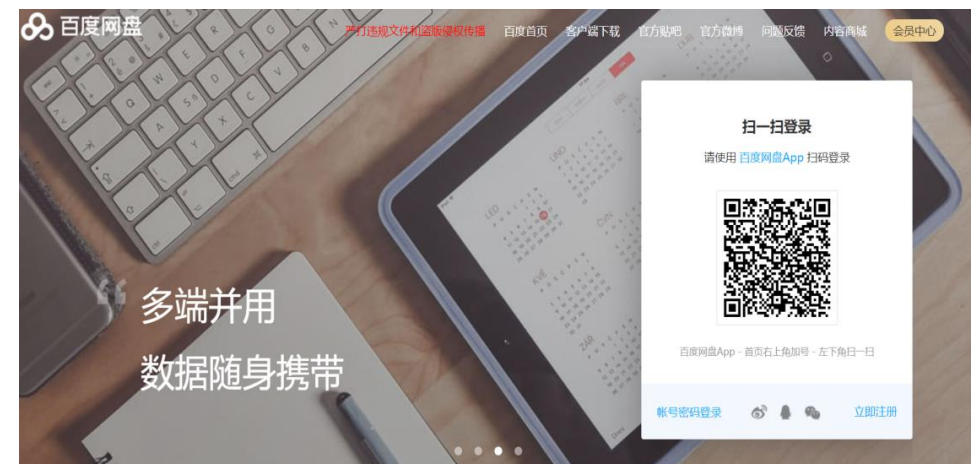 百度网盘
严打违规文件和盗版侵权传播 百度首页 客户端下载 官方贴吧 官方微博 问题反馈 内容商城 会员中心
多端并用
数据随身携带
扫一扫登录
请使用 百度网盘App 扫码登录
百度网盘App - 首页右上角加号 - 左下角扫一扫
帐号密码登录 立即注册